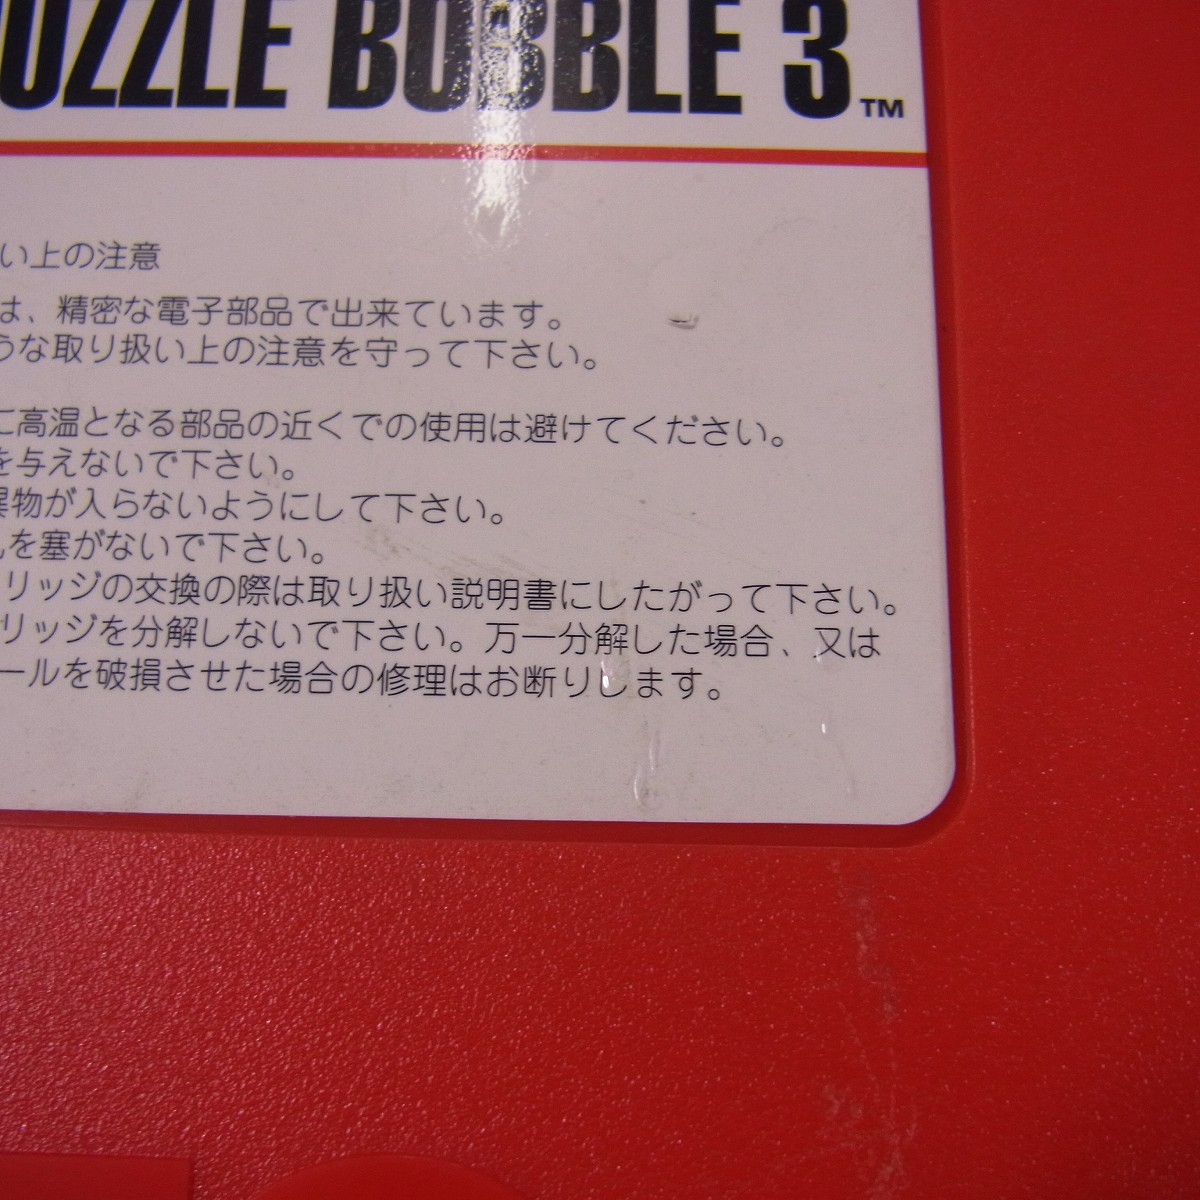 UZZLE BOBBLE 3 TM
い上の注意
は、精密な電子部品で出来ています。
うな取り扱い上の注意を守って下さい。
に高温となる部品の近くでの使用は避けてください。
を与えないで下さい。
異物が入らないようにして下さい。
を塞がないで下さい。
リッジの交換の際は取り扱い説明書にしたがって下さい。
リッジを分解しないで下さい。万一分解した場合、又は
ールを破損させた場合の修理はお断りします。